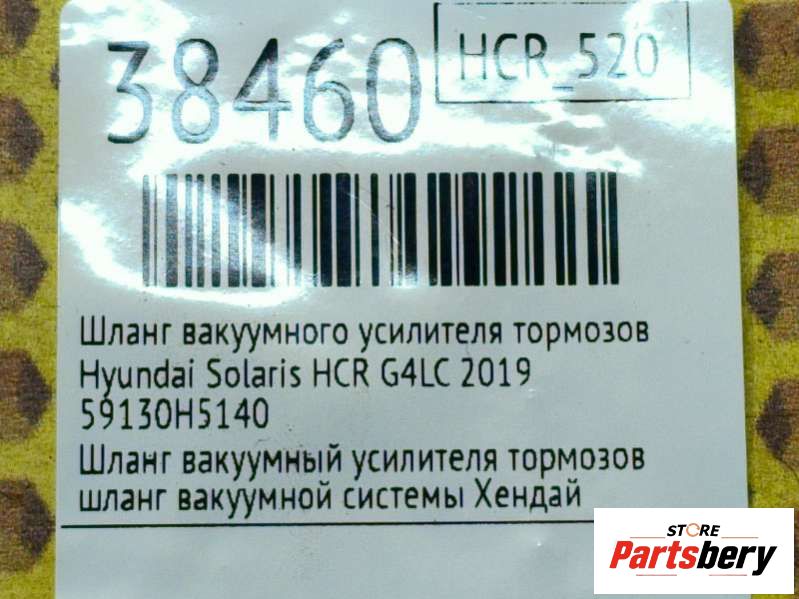 38460
HCR_520
Шланг вакуумного усилителя тормозов
Hyundai Solaris HCR G4LC 2019
59130H5140
Шланг вакуумный усилителя тормозов
шланг вакуумной системы Хендай
STORE
Partsbery